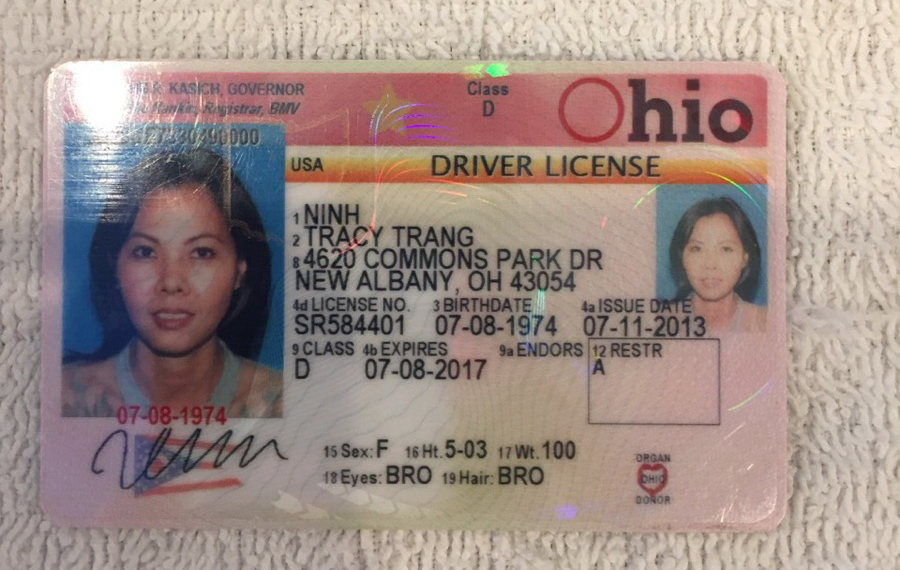 KASICH, GOVERNOR
Registrar, BMV
Class
D
Ohio
USA
DRIVER LICENSE
1 NINH
2 TRACY TRANG
8 4620 COMMONS PARK DR
NEW ALBANY, OH 43054
4d LICENSE NO. 3 BIRTHDATE 4a ISSUE DATE
SR584401 07-08-1974 07-11-2013
9 CLASS 4b EXPIRES 9a ENDORS 12 RESTR
D 07-08-2017 A
07-08-1974
15 Sex: F 16 Ht. 5-03 17 Wt. 100
18 Eyes: BRO 19 Hair: BRO
ORGAN
OHIO
DONOR